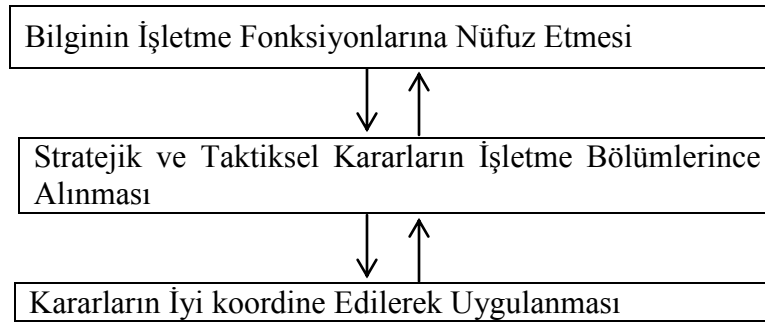 Bilginin İşletme Fonksiyonlarına Nüfuz Etmesi
Stratejik ve Taktiksel Kararların İşletme Bölümlerince
Alınması
Kararların İyi koordine Edilerek Uygulanması